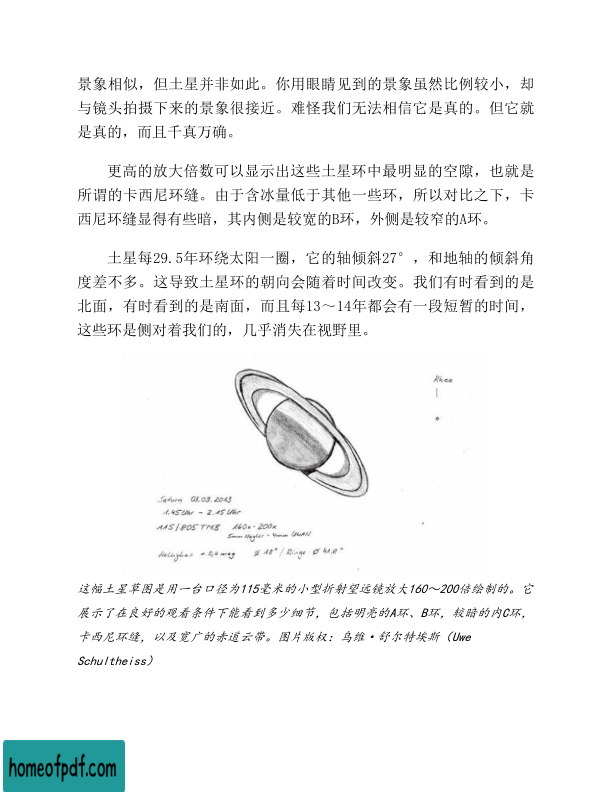 景象相似，但土星并非如此。你用眼睛见到的景象虽然比例较小，却
与镜头拍摄下来的景象很接近。难怪我们无法相信它是真的。但它就
是真的，而且千真万确。
更高的放大倍数可以显示出这些土星环中最明显的空隙，也就是
所谓的卡西尼环缝。由于含冰量低于其他一些环，所以对比之下，卡
西尼环缝显得有些暗，其内侧是较宽的B环，外侧是较窄的A环。
土星每29.5年环绕太阳一圈，它的轴倾斜27°，和地轴的倾斜角
度差不多。这导致土星环的朝向会随着时间改变。我们有时看到的是
北面，有时看到的是南面，而且每13～14年都会有一段短暂的时间，
这些环是侧对着我们的，几乎消失在视野里。
Rhea
Saturn 03.03.2013
1.45 Uhr - 2.15 Uhr
115/805 TMB 160x - 200x
5mm Nagler - 4mm UWAN
+0,4 mag Ø 18" / Ringe Ø 41,0"
这幅土星草图是用一台口径为115毫米的小型折射望远镜放大160～200倍绘制的。它
展示了在良好的观看条件下能看到多少细节，包括明亮的A环、B环，较暗的内C环，
卡西尼环缝，以及宽广的赤道云带。图片版权：乌维·舒尔特埃斯（Uwe
Schultheiss）
homeofpdf.com